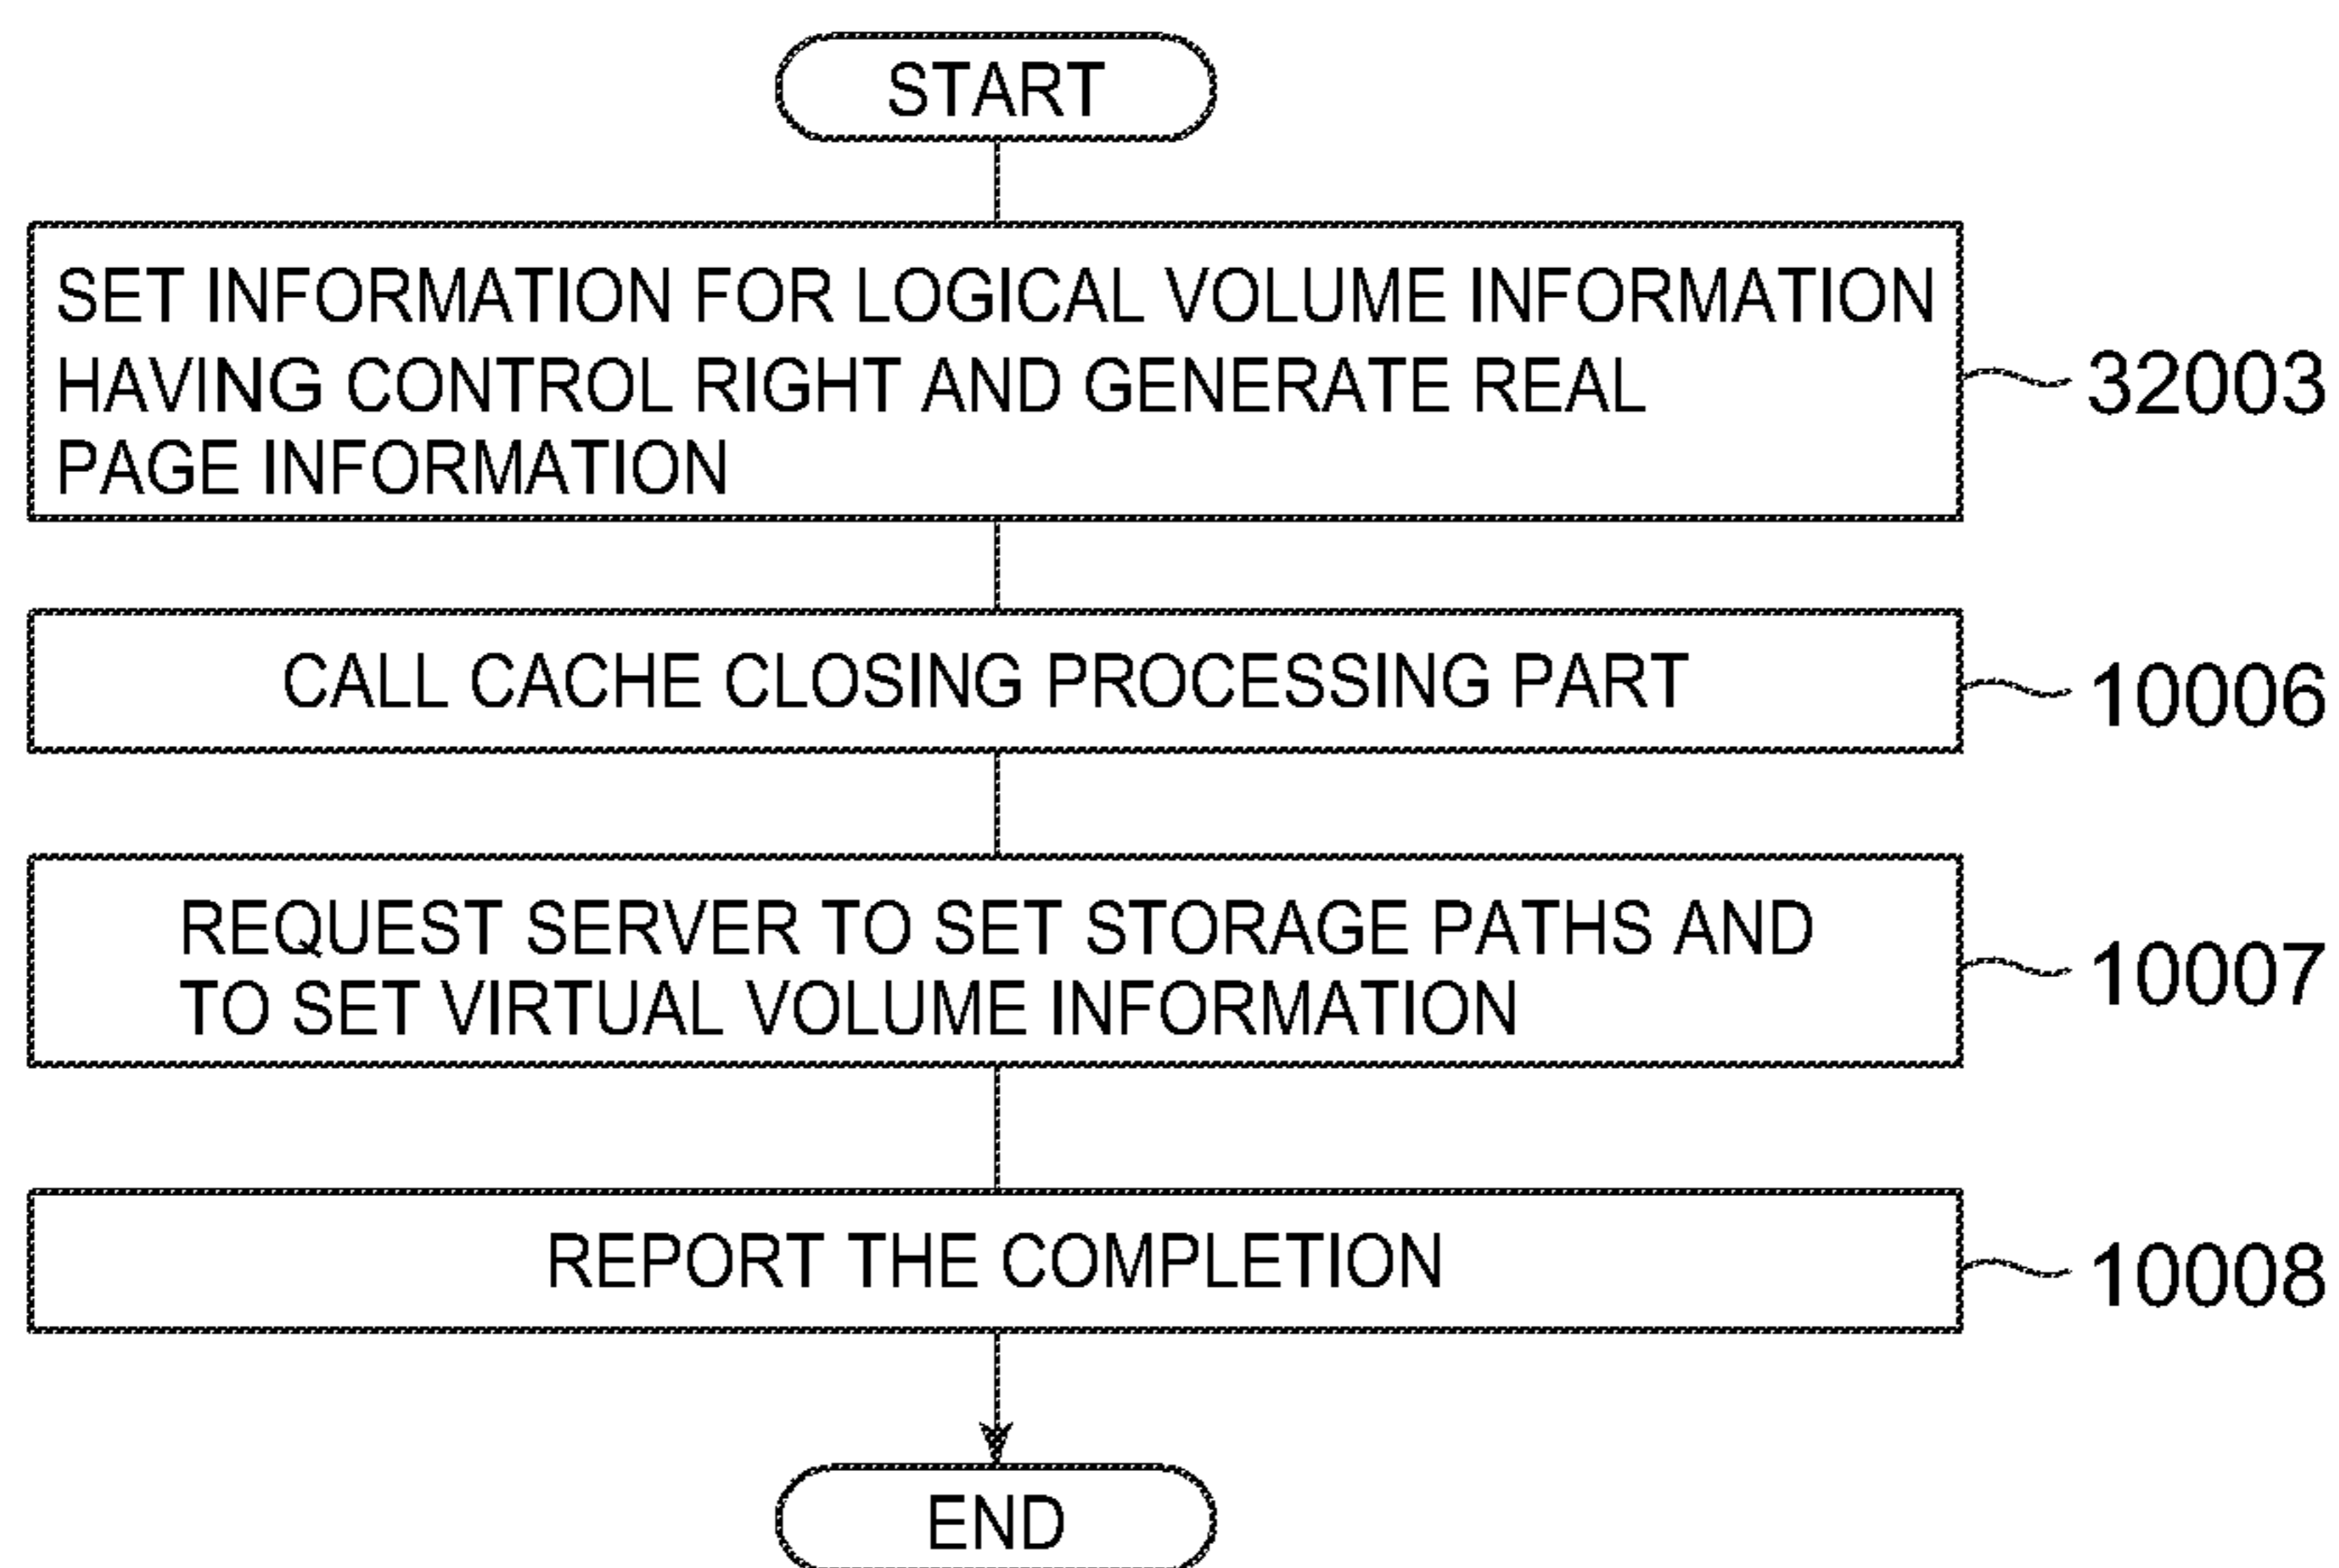 START
SET INFORMATION FOR LOGICAL VOLUME INFORMATION
HAVING CONTROL RIGHT AND GENERATE REAL
PAGE INFORMATION
32003
CALL CACHE CLOSING PROCESSING PART
10006
REQUEST SERVER TO SET STORAGE PATHS AND
TO SET VIRTUAL VOLUME INFORMATION
10007
REPORT THE COMPLETION
10008
END